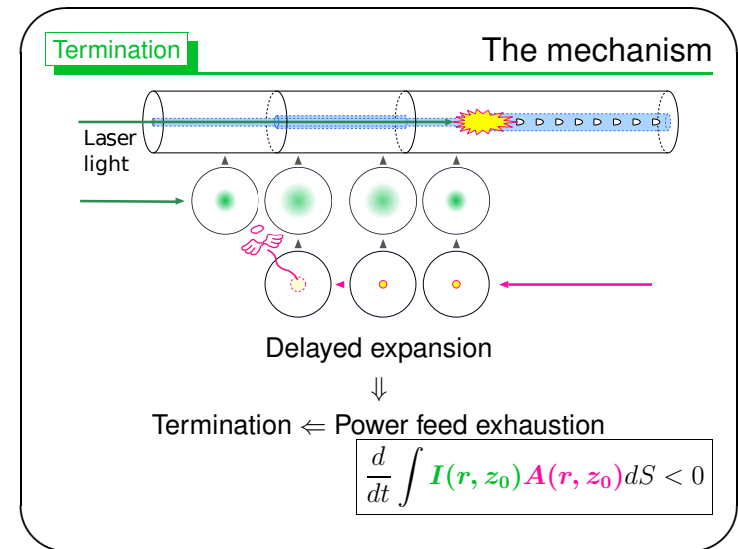 Termination
The mechanism
Laser
light
Delayed expansion
⇓
Termination ⇐ Power feed exhaustion
d/dt ∫ I(r, z₀)A(r, z₀)dS < 0